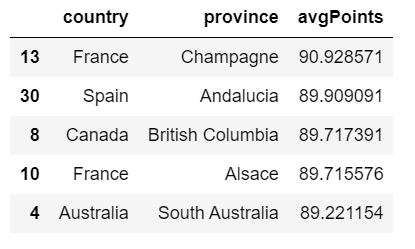 country province avgPoints
13 France Champagne 90.928571
30 Spain Andalucia 89.909091
8 Canada British Columbia 89.717391
10 France Alsace 89.715576
4 Australia South Australia 89.221154